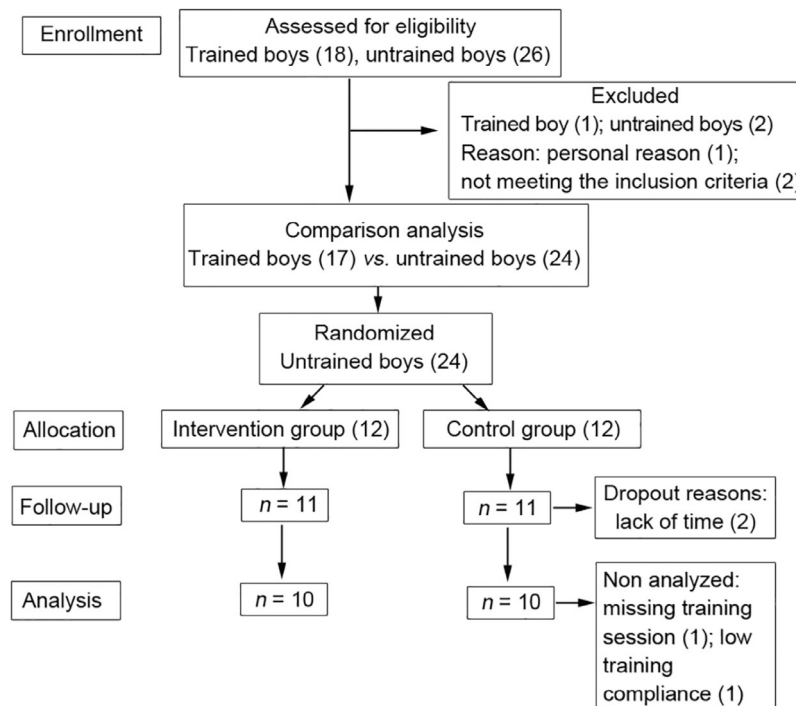 Enrollment
Assessed for eligibility
Trained boys (18), untrained boys (26)
Excluded
Trained boy (1); untrained boys (2)
Reason: personal reason (1);
not meeting the inclusion criteria (2)
Comparison analysis
Trained boys (17) vs. untrained boys (24)
Randomized
Untrained boys (24)
Allocation
Intervention group (12)
Control group (12)
Follow-up
n = 11
n = 11
Dropout reasons:
lack of time (2)
Analysis
n = 10
n = 10
Non analyzed:
missing training
session (1); low
training
compliance (1)